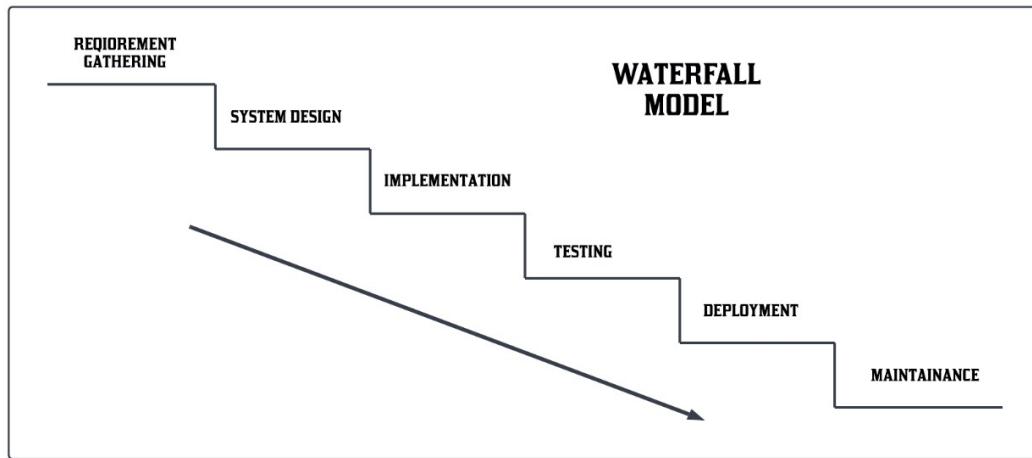 REQIOREMENT
GATHERING
WATERFALL
MODEL
SYSTEM DESIGN
IMPLEMENTATION
TESTING
DEPLOYMENT
MAINTAINANCE